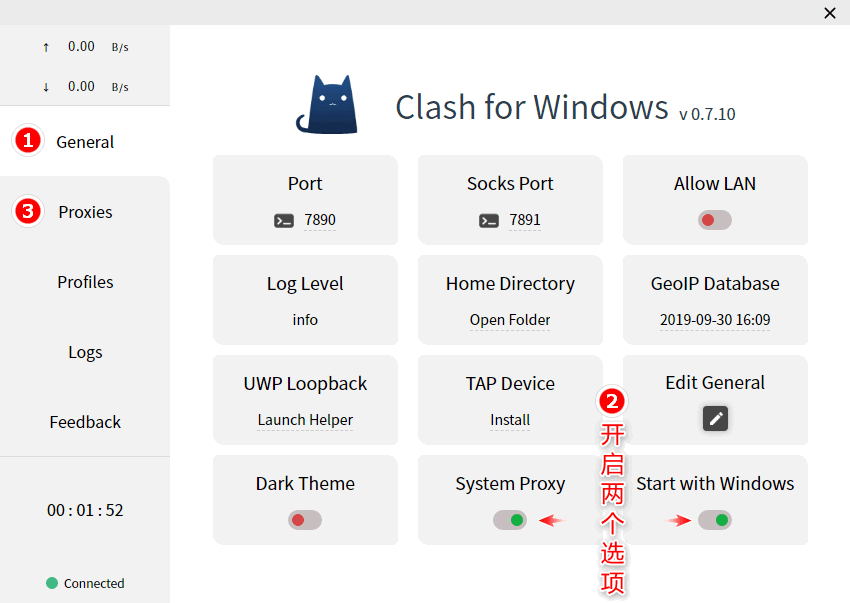 ↑ 0.00 B/s
↓ 0.00 B/s
1 General
3 Proxies
Profiles
Logs
Feedback
00 : 01 : 52
Connected
Clash for Windows v 0.7.10
Port
7890
Socks Port
7891
Allow LAN
Log Level
info
Home Directory
Open Folder
GeoIP Database
2019-09-30 16:09
UWP Loopback
Launch Helper
TAP Device
Install
Edit General
Dark Theme
System Proxy
Start with Windows
2
开启两个选项